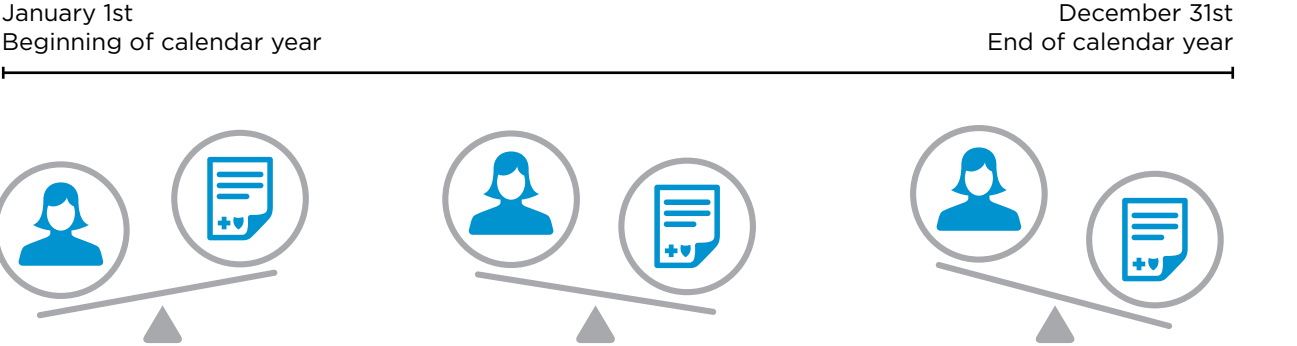 January 1st
Beginning of calendar year
December 31st
End of calendar year